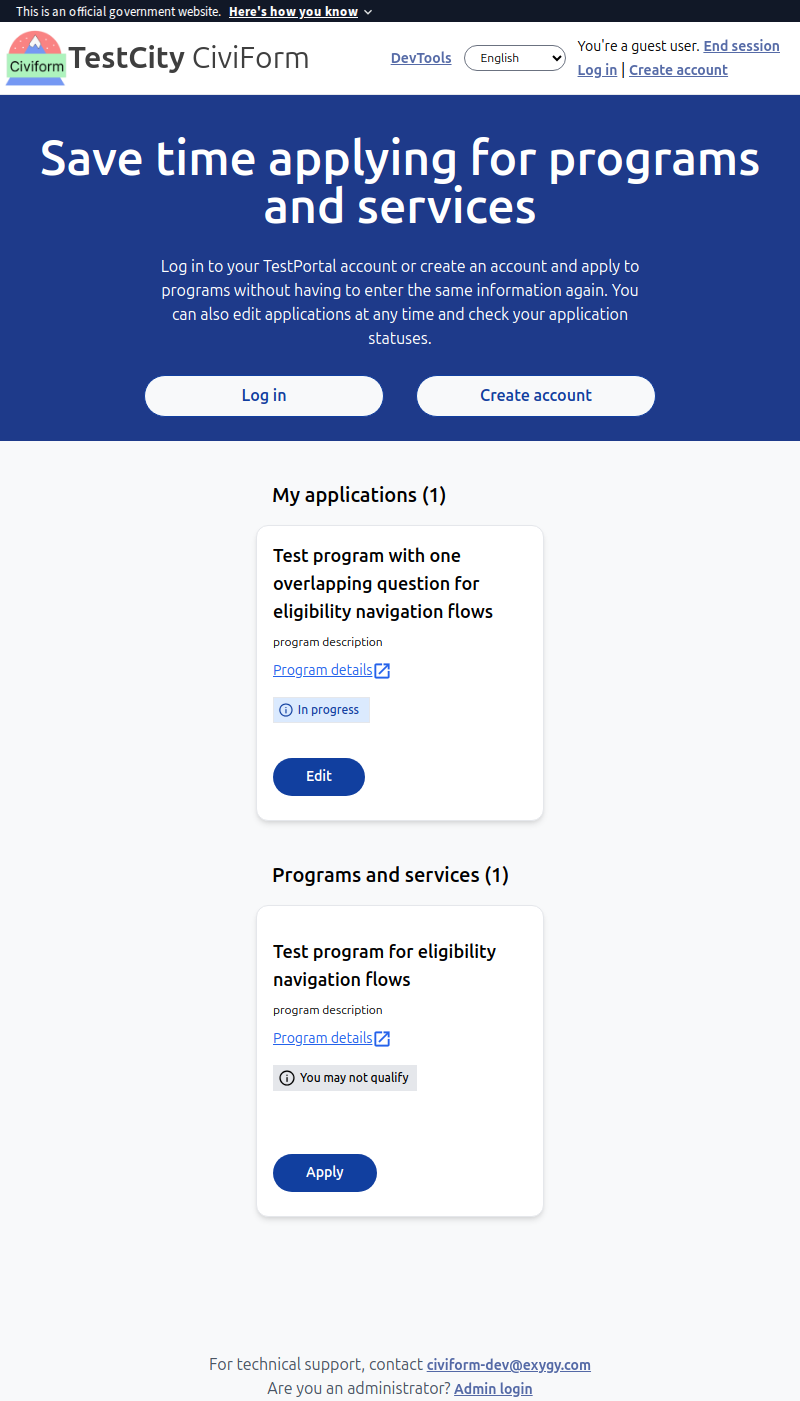 This is an official government website. Here's how you know
Civiform
TestCity CiviForm
DevTools
English
You're a guest user. End session
Log in | Create account
Save time applying for programs
and services
Log in to your TestPortal account or create an account and apply to
programs without having to enter the same information again. You
can also edit applications at any time and check your application
statuses.
Log in
Create account
My applications (1)
Test program with one
overlapping question for
eligibility navigation flows
program description
Program details
In progress
Edit
Programs and services (1)
Test program for eligibility
navigation flows
program description
Program details
You may not qualify
Apply
For technical support, contact civiform-dev@exygy.com
Are you an administrator? Admin login